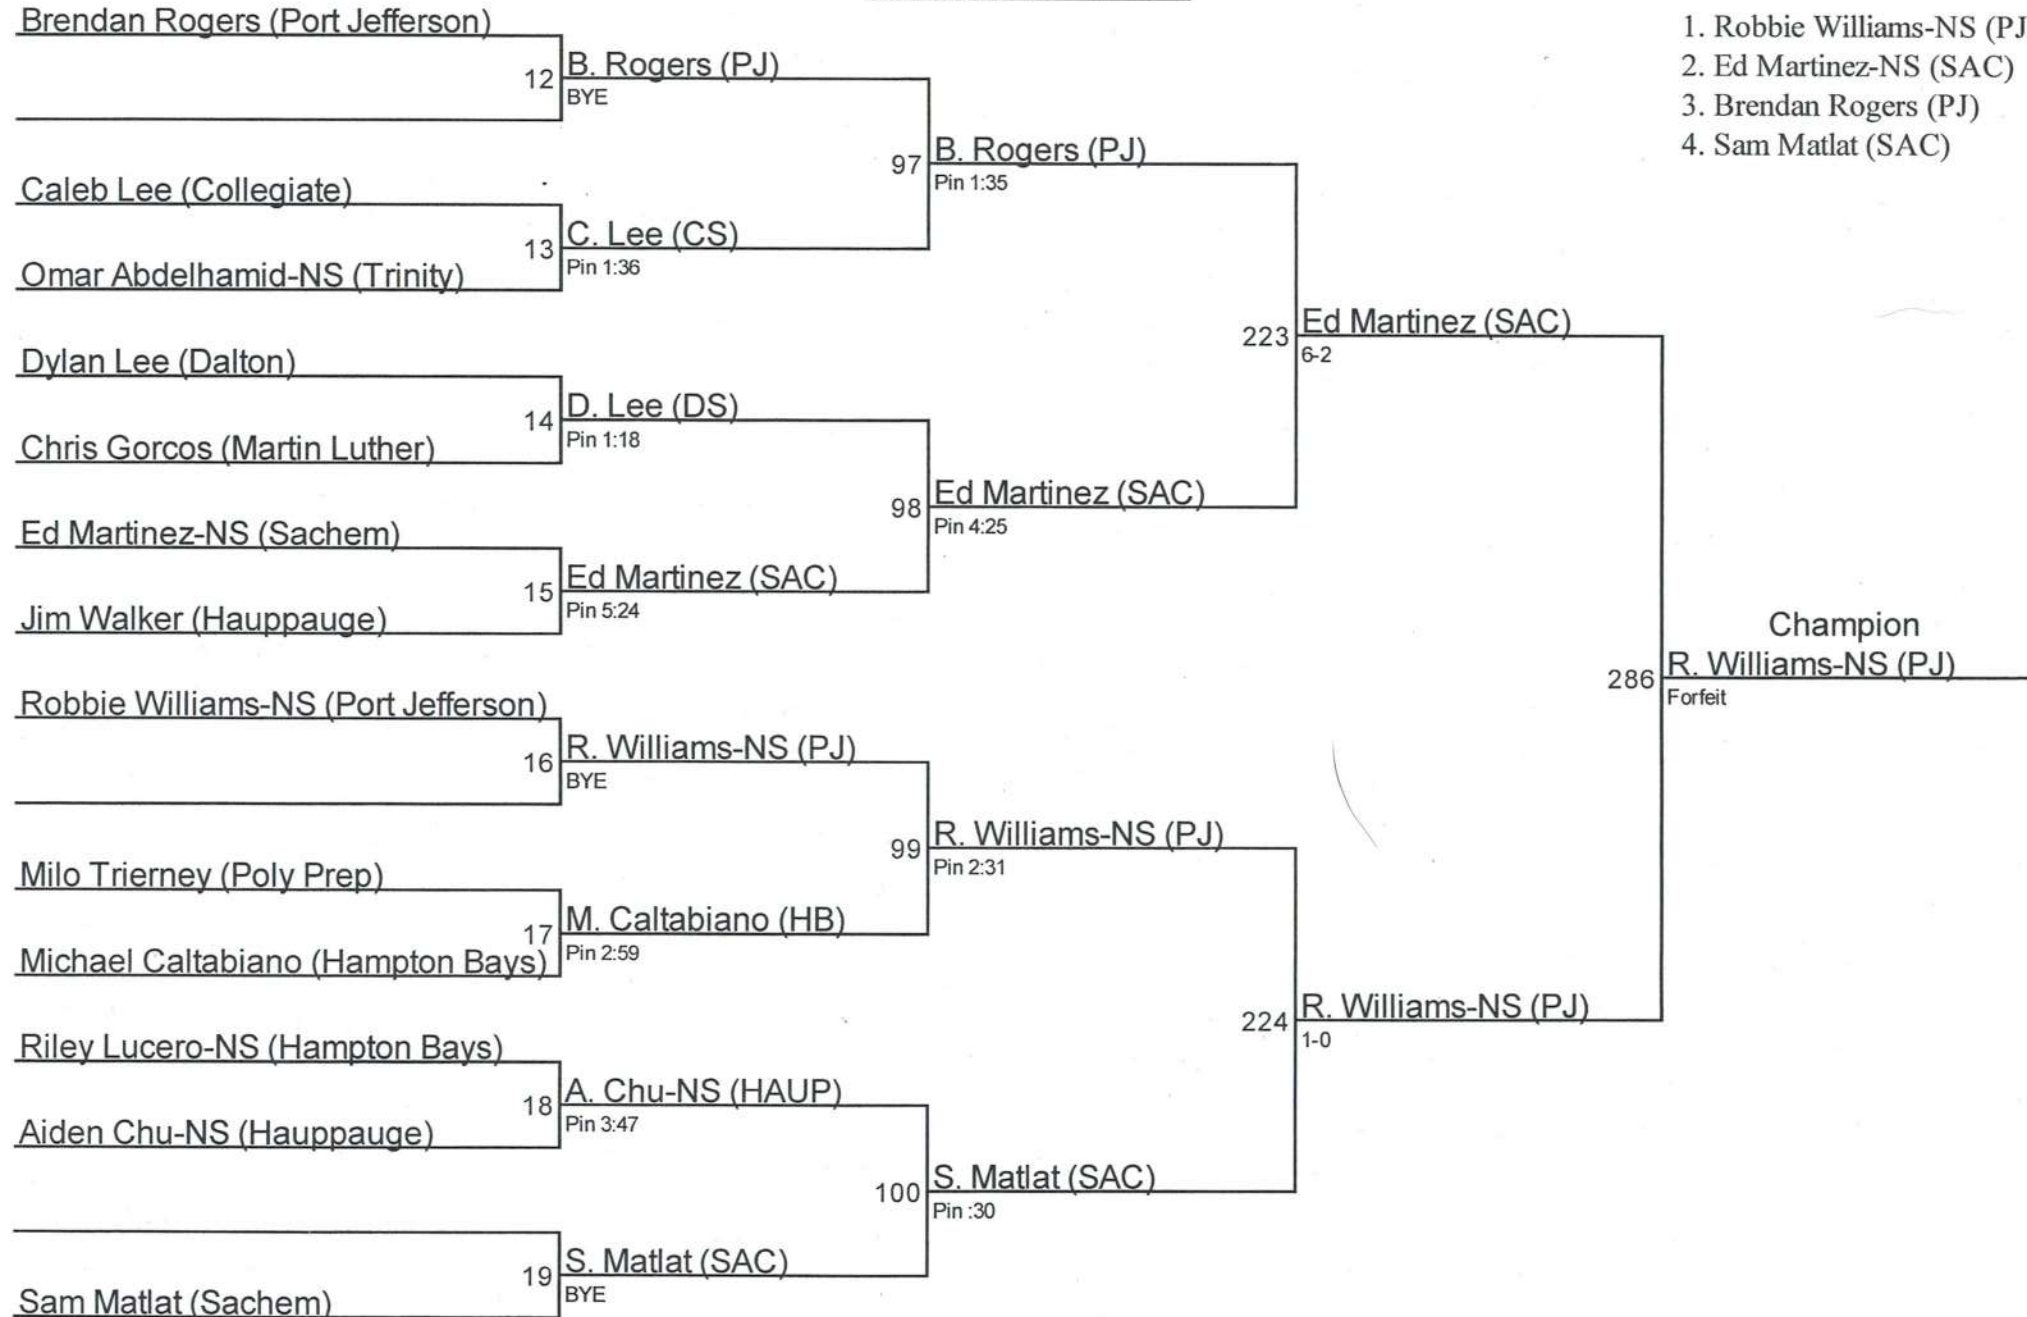 Brendan Rogers (Port Jefferson)
12 B. Rogers (PJ)
BYE
97 B. Rogers (PJ)
Pin 1:35
Caleb Lee (Collegiate)
13 C. Lee (CS)
Pin 1:36
Omar Abdelhamid-NS (Trinity)
223 Ed Martinez (SAC)
6-2
Dylan Lee (Dalton)
14 D. Lee (DS)
Pin 1:18
Chris Gorcos (Martin Luther)
98 Ed Martinez (SAC)
Pin 4:25
Ed Martinez-NS (Sachem)
15 Ed Martinez (SAC)
Pin 5:24
Jim Walker (Hauppauge)
Champion
286 R. Williams-NS (PJ)
Forfeit
Robbie Williams-NS (Port Jefferson)
16 R. Williams-NS (PJ)
BYE
99 R. Williams-NS (PJ)
Pin 2:31
Milo Trierney (Poly Prep)
17 M. Caltabiano (HB)
Pin 2:59
Michael Caltabiano (Hampton Bays)
224 R. Williams-NS (PJ)
1-0
Riley Lucero-NS (Hampton Bays)
18 A. Chu-NS (HAUP)
Pin 3:47
Aiden Chu-NS (Hauppauge)
100 S. Matlat (SAC)
Pin :30
19 S. Matlat (SAC)
BYE
Sam Matlat (Sachem)
1. Robbie Williams-NS (PJ
2. Ed Martinez-NS (SAC)
3. Brendan Rogers (PJ)
4. Sam Matlat (SAC)